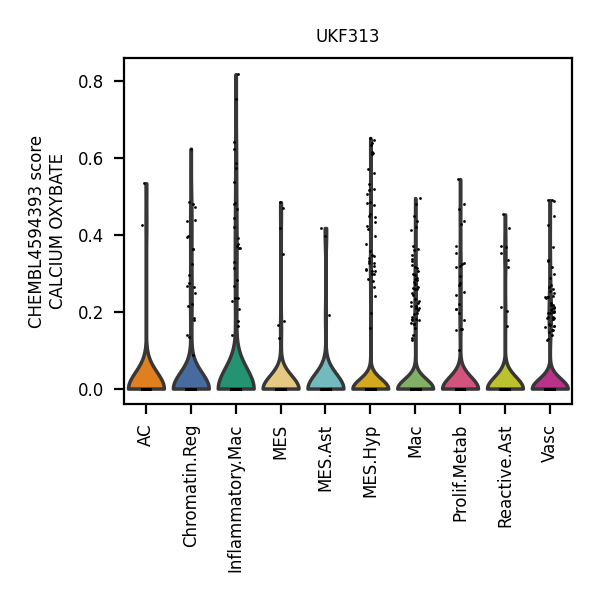 UKF313
CHEMBL4594393 score
CALCIUM OXYBATE
0.8
0.6
0.4
0.2
0.0
AC
Chromatin.Reg
Inflammatory.Mac
MES
MES.Ast
MES.Hyp
Mac
Prolif.Metab
Reactive.Ast
Vasc